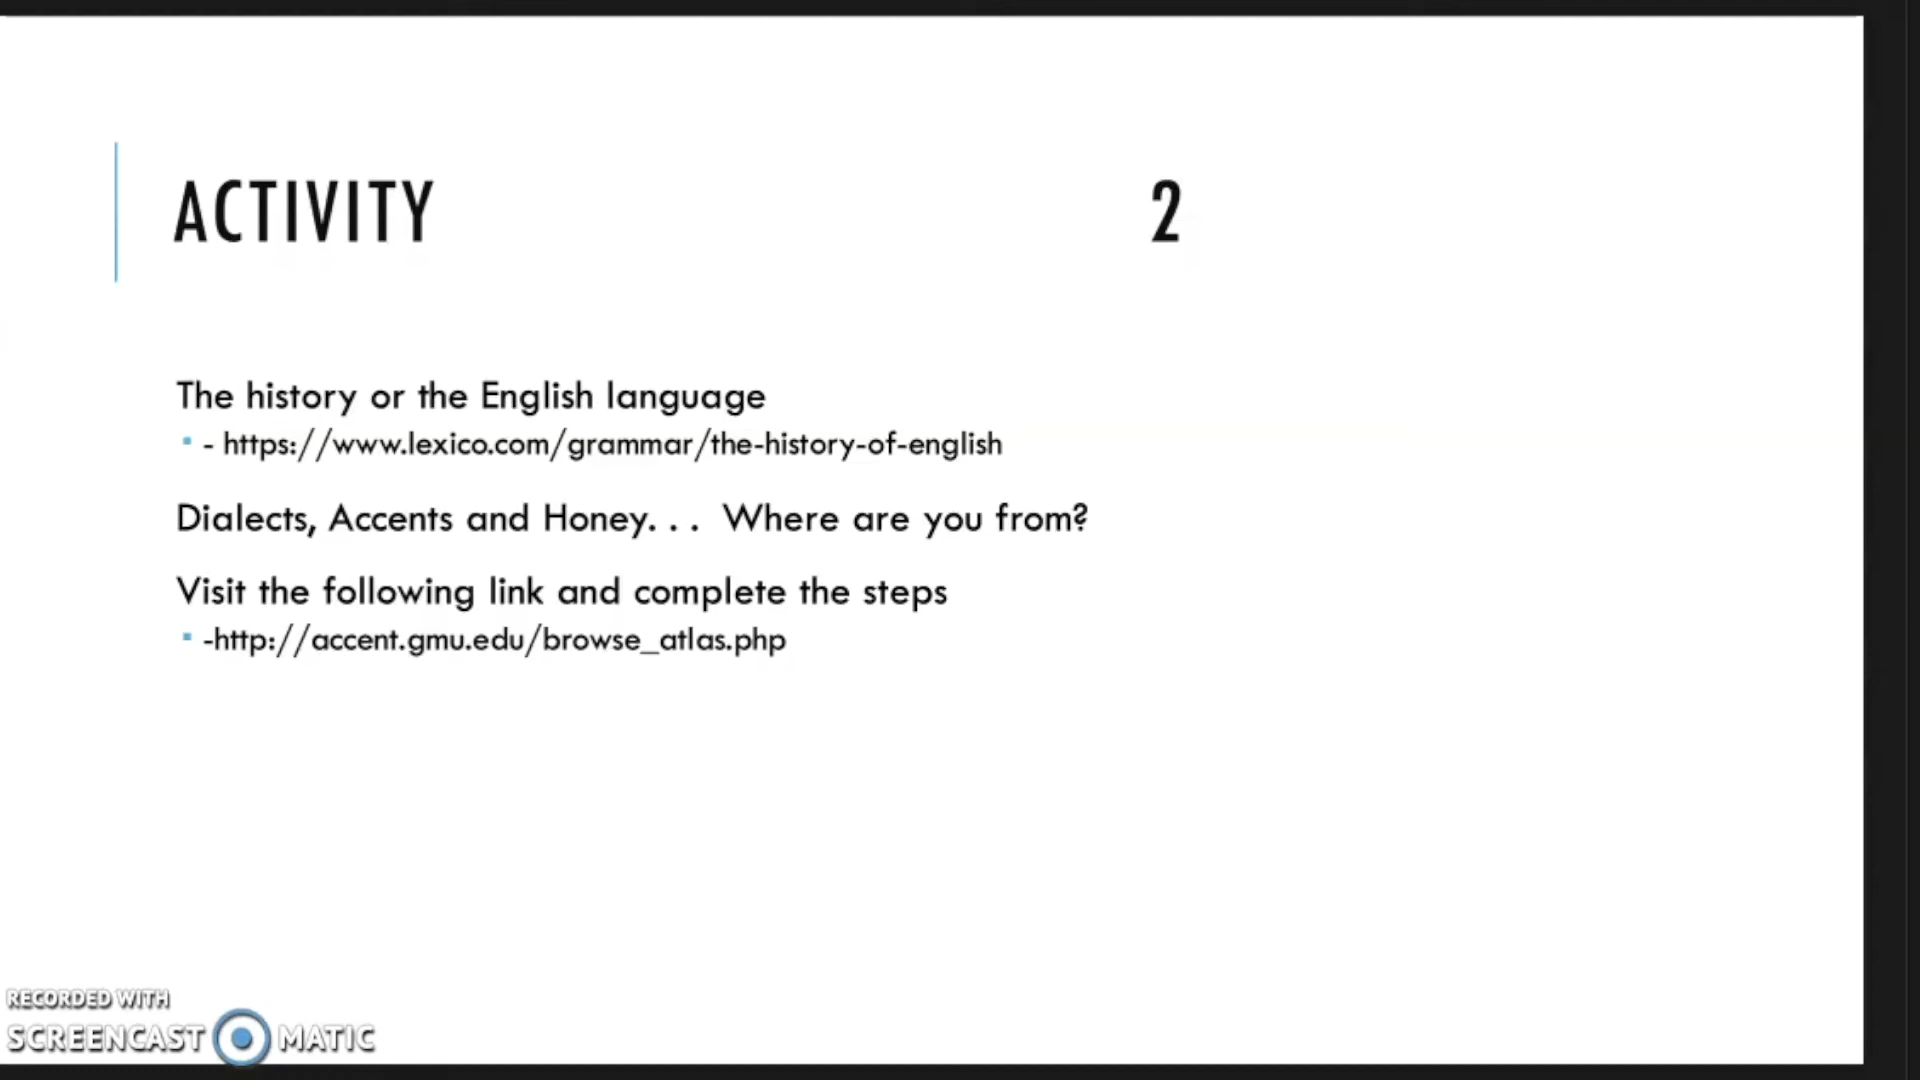 ACTIVITY 2
The history or the English language
- https://www.lexico.com/grammar/the-history-of-english
Dialects, Accents and Honey. . . Where are you from?
Visit the following link and complete the steps
-http://accent.gmu.edu/browse_atlas.php
RECORDED WITH
SCREENCAST MATIC